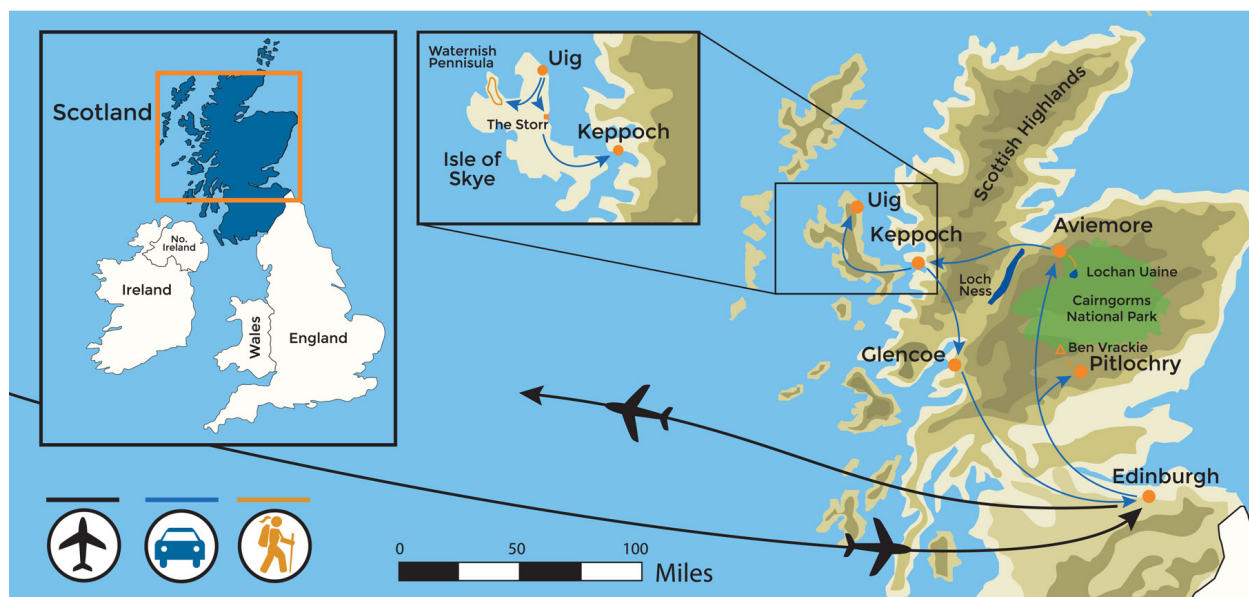 Scotland
No.
Ireland
Ireland
Wales
England
Waternish
Pennisula
Uig
The Storr
Keppoch
Isle of
Skye
Scottish Highlands
Uig
Keppoch
Aviemore
Loch
Ness
Lochan Uaine
Cairngorms
National Park
Ben Vrackie
Glencoe
Pitlochry
Edinburgh
0 50 100
Miles